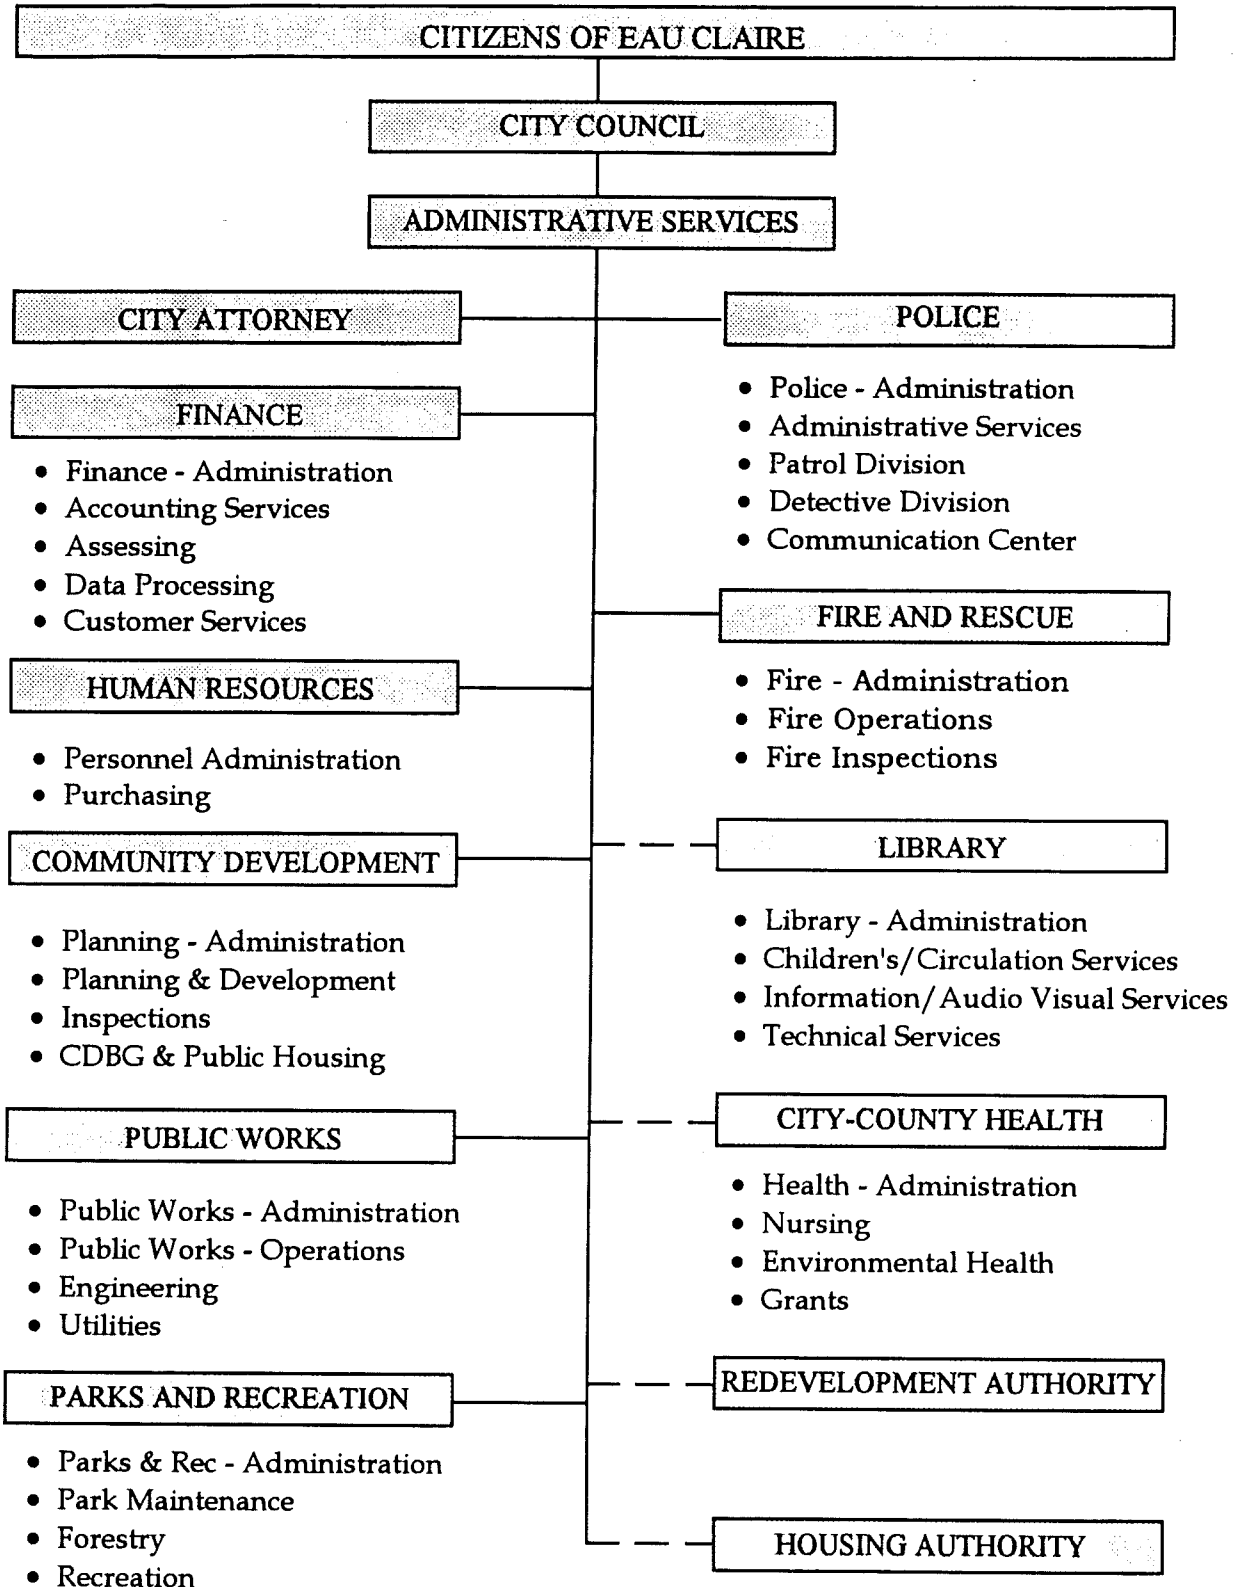 CITIZENS OF EAU CLAIRE
CITY COUNCIL
ADMINISTRATIVE SERVICES
CITY ATTORNEY
FINANCE
• Finance - Administration
• Accounting Services
• Assessing
• Data Processing
• Customer Services
HUMAN RESOURCES
• Personnel Administration
• Purchasing
COMMUNITY DEVELOPMENT
• Planning - Administration
• Planning & Development
• Inspections
• CDBG & Public Housing
PUBLIC WORKS
• Public Works - Administration
• Public Works - Operations
• Engineering
• Utilities
PARKS AND RECREATION
• Parks & Rec - Administration
• Park Maintenance
• Forestry
• Recreation
POLICE
• Police - Administration
• Administrative Services
• Patrol Division
• Detective Division
• Communication Center
FIRE AND RESCUE
• Fire - Administration
• Fire Operations
• Fire Inspections
LIBRARY
• Library - Administration
• Children's/Circulation Services
• Information/Audio Visual Services
• Technical Services
CITY-COUNTY HEALTH
• Health - Administration
• Nursing
• Environmental Health
• Grants
REDEVELOPMENT AUTHORITY
HOUSING AUTHORITY